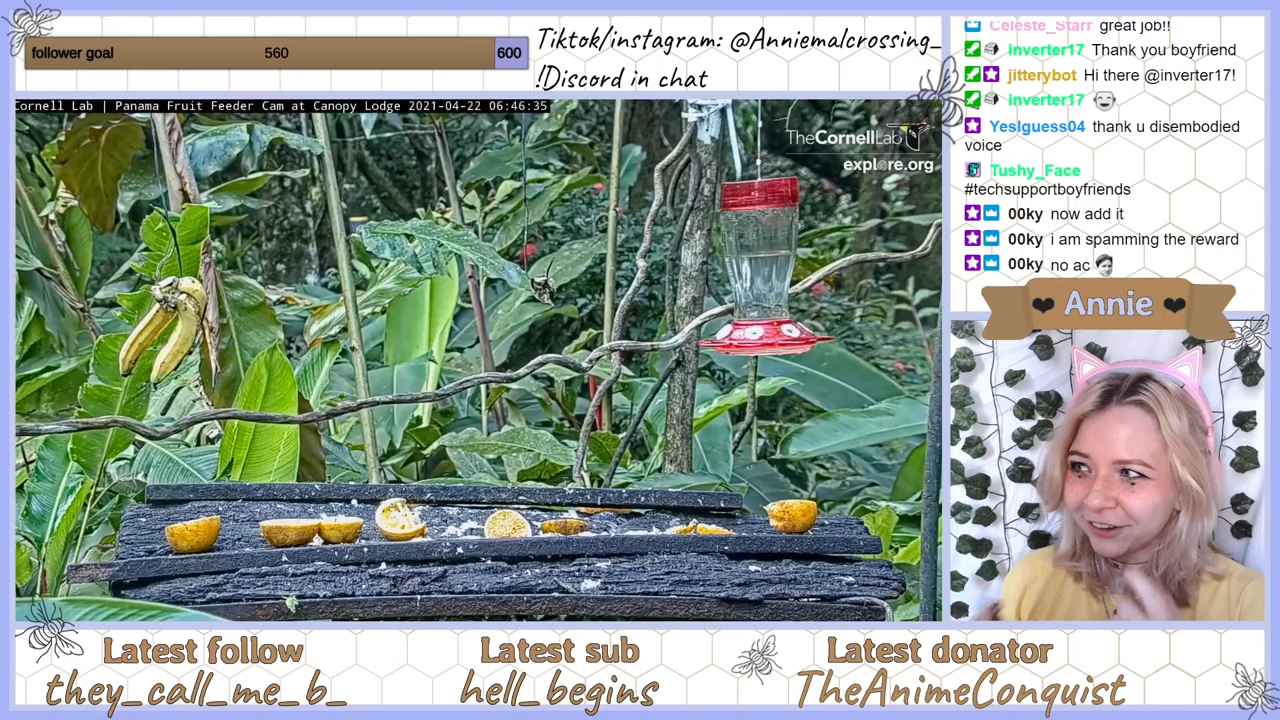 follower goal 560 600
Tiktok/instagram: @Anniemalcrossing_
!Discord in chat
Cornell Lab | Panama Fruit Feeder Cam at Canopy Lodge 2021-04-22 06:46:35
TheCornellLab
explore.org
Celeste_Starr great job!!
inverter17 Thank you boyfriend
jitterybot Hi there @inverter17!
inverter17
YesIguess04 thank u disembodied
voice
Tushy_Face
#techsupportboyfriends
00ky now add it
00ky i am spamming the reward
00ky no ac
Annie
Latest follow
they_call_me_b_
Latest sub
hell_begins
Latest donator
TheAnimeConquist